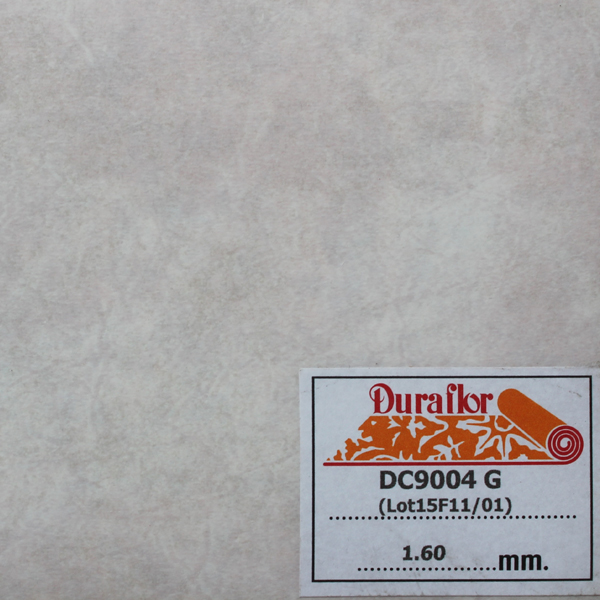 Duraflor
DC9004 G
(Lot15F11/01)
1.60 mm.